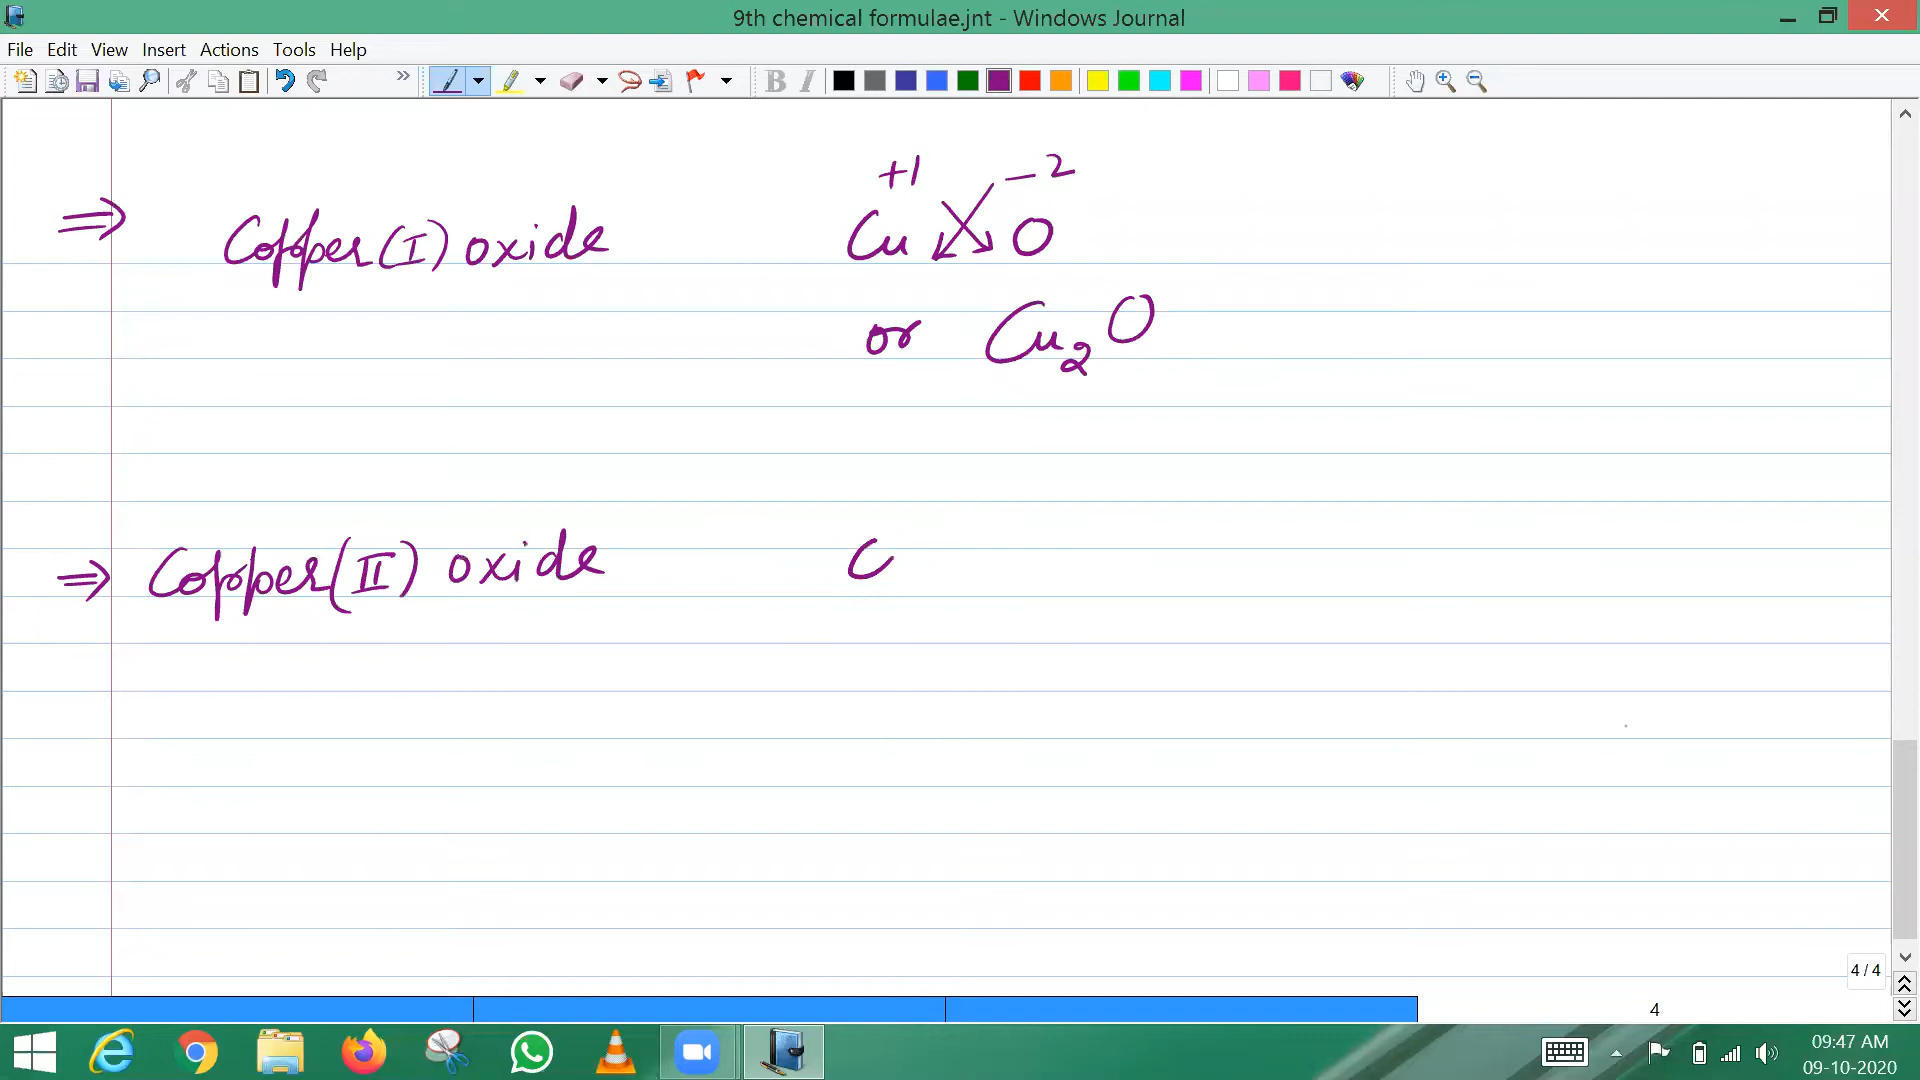 9th chemical formulae.jnt - Windows Journal
File Edit View Insert Actions Tools Help
B I
+1 -2
⇒ Copper(I) oxide Cu O
or Cu₂O
⇒ Copper(II) oxide C
4 / 4
4
09:47 AM
09-10-2020